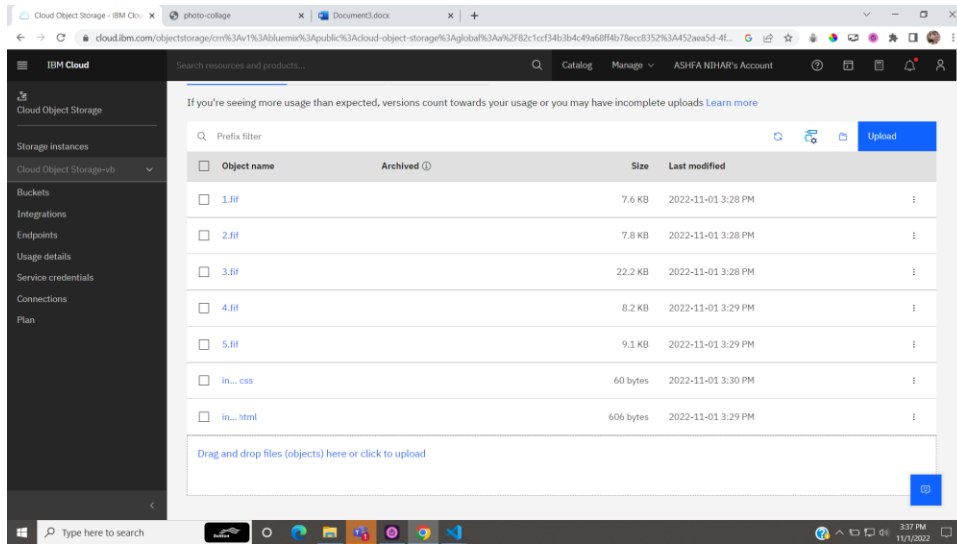 Cloud Object Storage - IBM Clou
photo-collage
Document3.docx
cloud.ibm.com/objectstorage/crn%3Av1%3Abluemix%3Apublic%3Acloud-object-storage%3Aglobal%3Aa%2F82c1ccf34b3b4c49a68ff4b78ecc8352%3A452aea5d-4f...
IBM Cloud
Search resources and products...
Catalog
Manage
ASHFA NIHAR's Account
Cloud Object Storage
Storage instances
Cloud Object Storage-vb
Buckets
Integrations
Endpoints
Usage details
Service credentials
Connections
Plan
If you're seeing more usage than expected, versions count towards your usage or you may have incomplete uploads Learn more
Prefix filter
Upload
Object name Archived Size Last modified
1.fif 7.6 KB 2022-11-01 3:28 PM
2.fif 7.8 KB 2022-11-01 3:28 PM
3.fif 22.2 KB 2022-11-01 3:28 PM
4.fif 8.2 KB 2022-11-01 3:29 PM
5.fif 9.1 KB 2022-11-01 3:29 PM
in... css 60 bytes 2022-11-01 3:30 PM
in... html 606 bytes 2022-11-01 3:29 PM
Drag and drop files (objects) here or click to upload
Type here to search
3:37 PM
11/1/2022